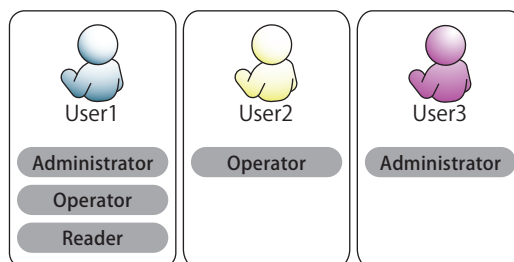 User1
Administrator
Operator
Reader
User2
Operator
User3
Administrator